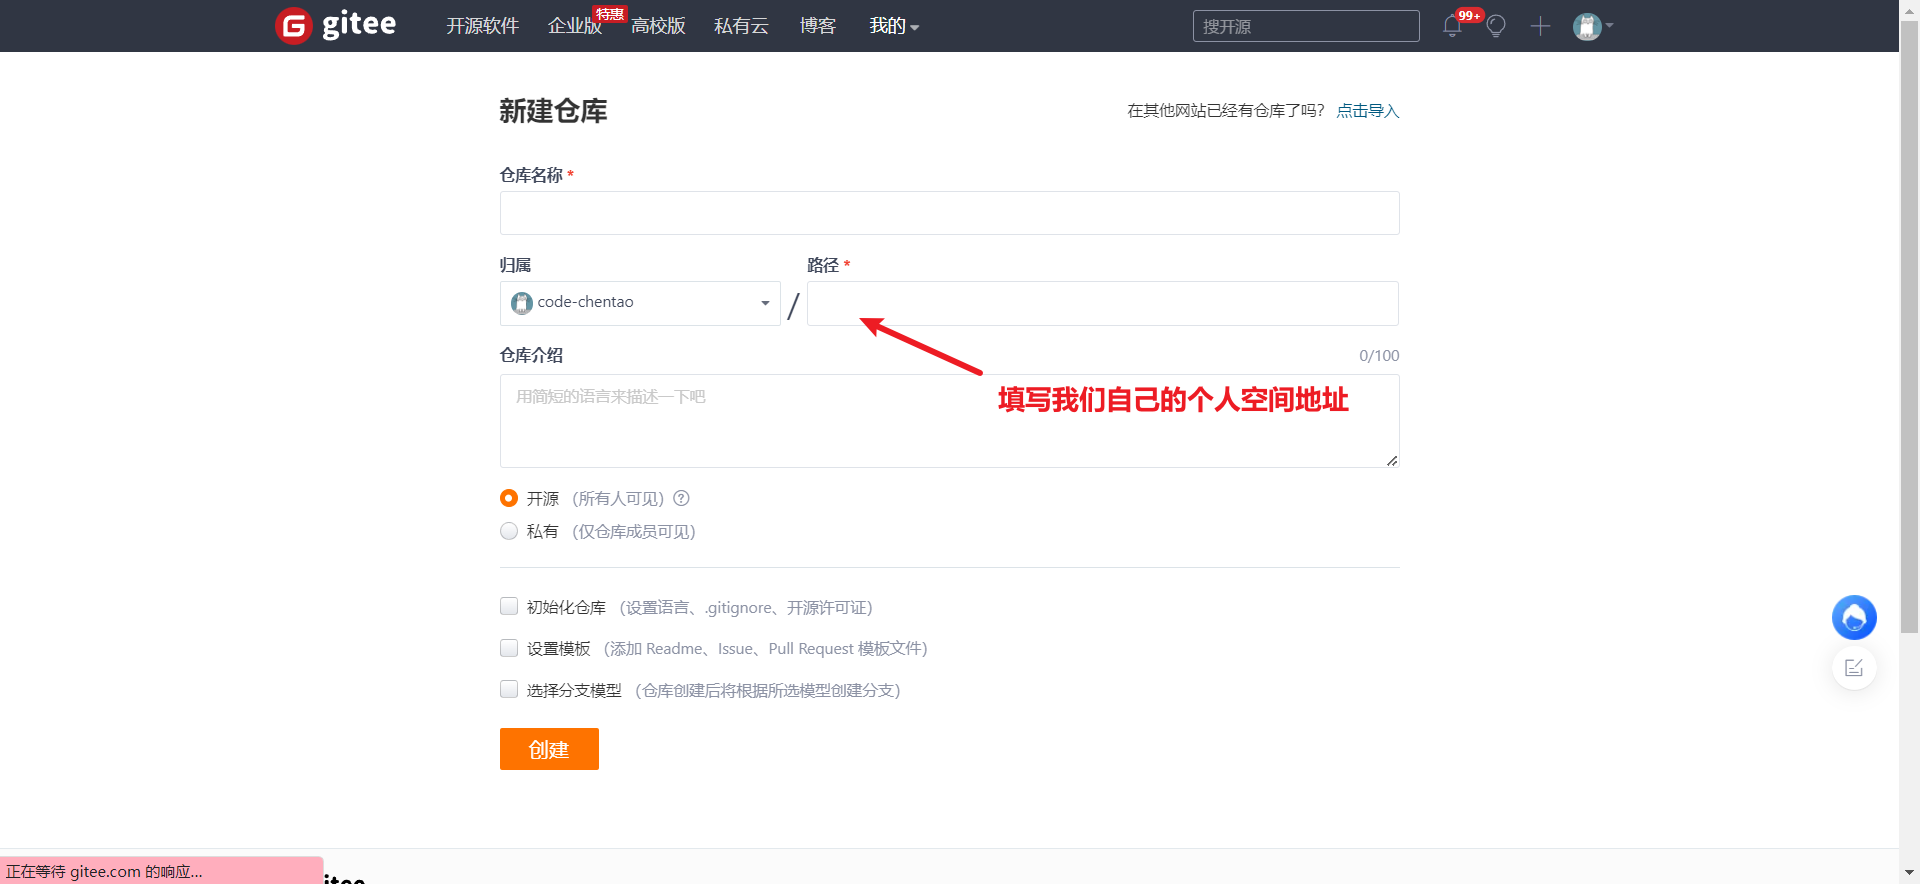 gitee 开源软件 企业版 特惠 高校版 私有云 博客 我的 搜开源 99+
新建仓库 在其他网站已经有仓库了吗？ 点击导入
仓库名称 *
归属 路径 *
code-chentao /
仓库介绍 0/100
用简短的语言来描述一下吧
填写我们自己的个人空间地址
开源 （所有人可见） ?
私有 （仅仓库成员可见）
初始化仓库 （设置语言、.gitignore、开源许可证）
设置模板 （添加 Readme、Issue、Pull Request 模板文件）
选择分支模型 （仓库创建后将根据所选模型创建分支）
创建
正在等待 gitee.com 的响应...